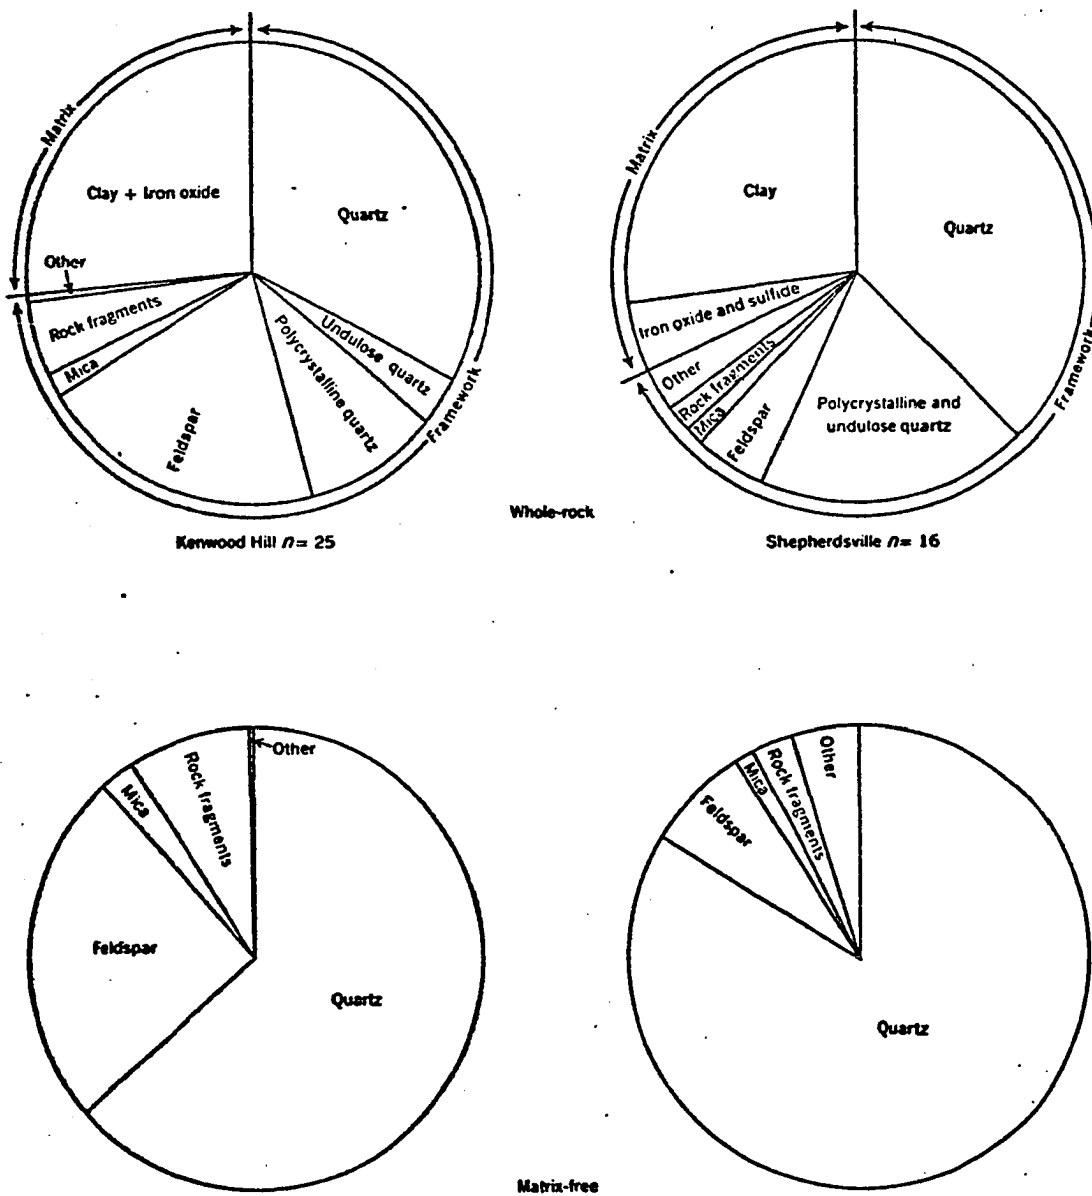 Matrix
Clay + Iron oxide
Quartz
Other
Rock fragments
Mica
Feldspar
Polycrystalline quartz
Undulose quartz
Framework
Kenwood Hill n= 25
Matrix
Clay
Quartz
Iron oxide and sulfide
Other
Rock fragments
Mica
Feldspar
Polycrystalline and
undulose quartz
Framework
Shepherdsville n= 16
Whole-rock
Other
Rock fragments
Mica
Feldspar
Quartz
Other
Rock fragments
Mica
Feldspar
Quartz
Matrix-free